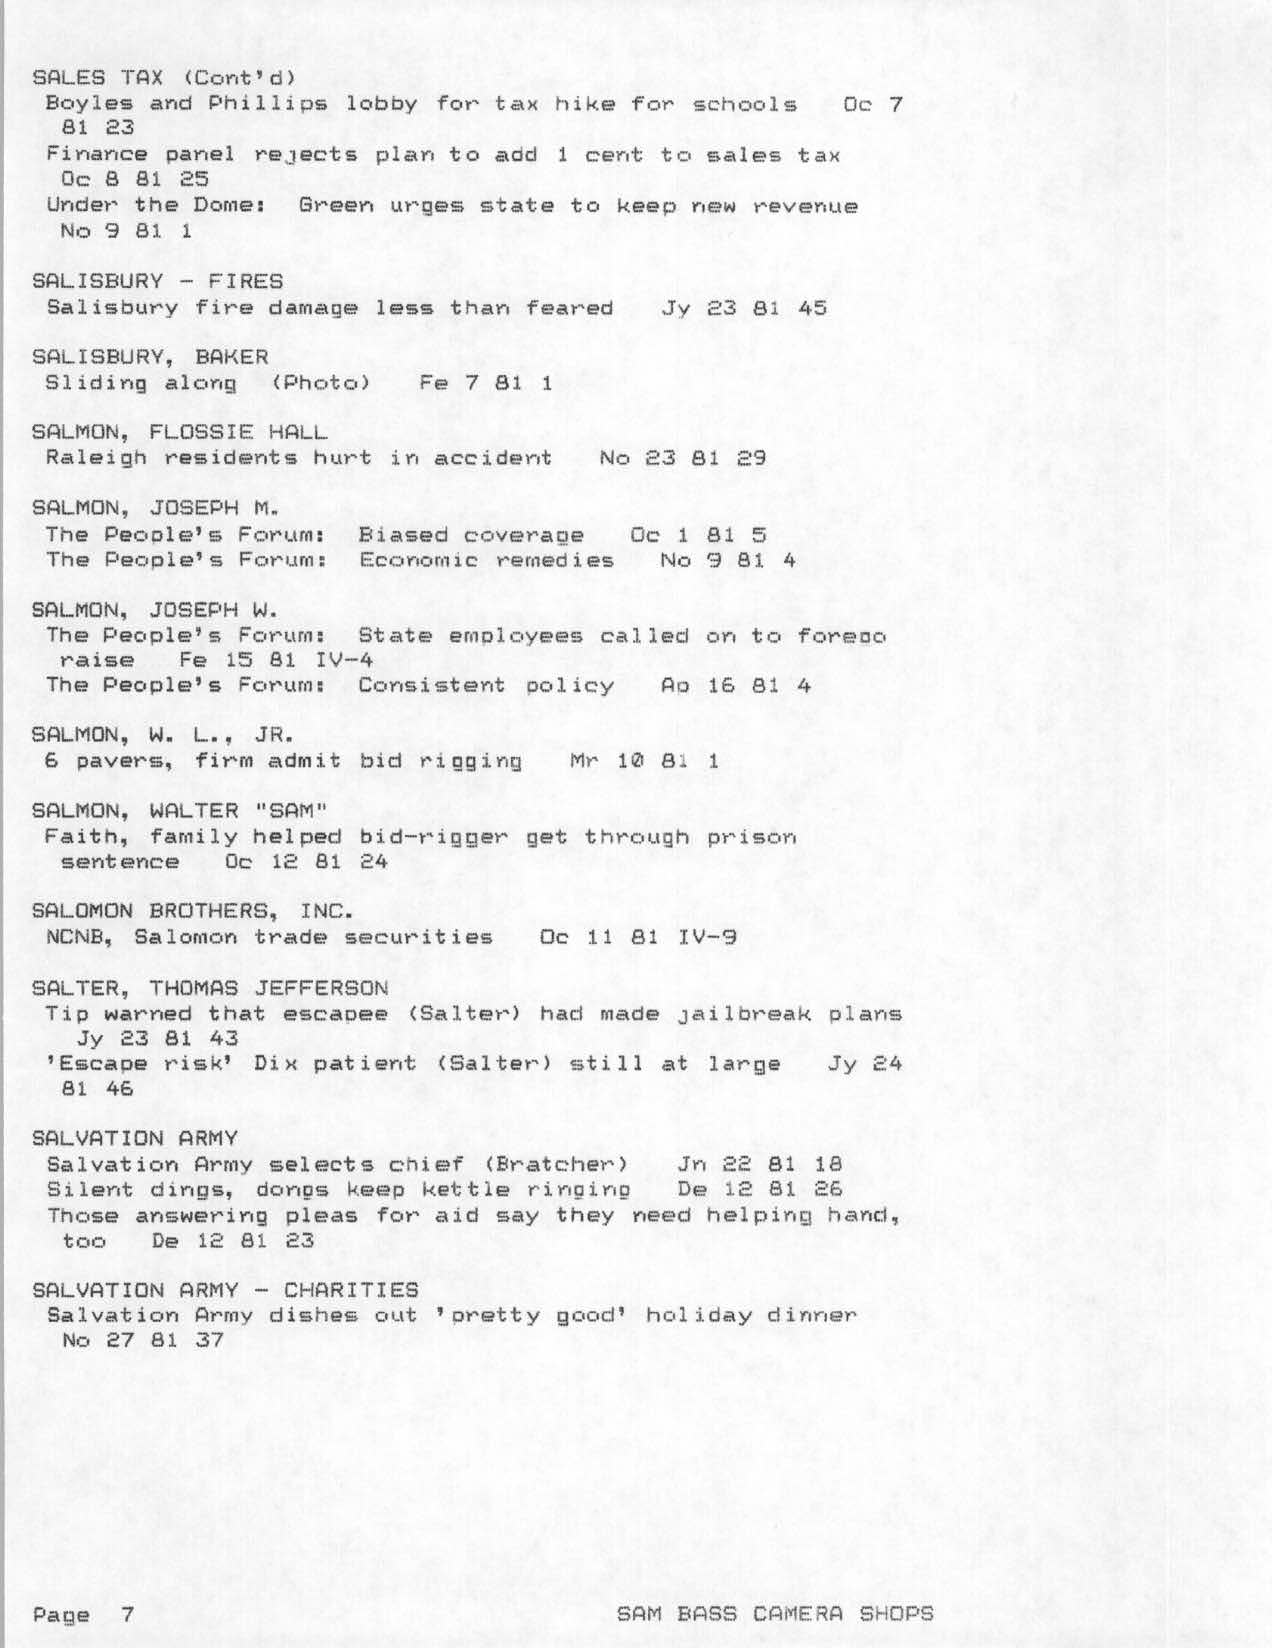 SALES TAX (Cont'd)
Boyles and Phillips lobby for tax hike for schools Oc 7
81 23
Finance panel rejects plan to add 1 cent to sales tax
Oc 8 81 25
Under the Dome: Green urges state to keep new revenue
No 9 81 1
SALISBURY - FIRES
Salisbury fire damage less than feared Jy 23 81 45
SALISBURY, BAKER
Sliding along (Photo) Fe 7 81 1
SALMON, FLOSSIE HALL
Raleigh residents hurt in accident No 23 81 29
SALMON, JOSEPH M.
The People's Forum: Biased coverage Oc 1 81 5
The People's Forum: Economic remedies No 9 81 4
SALMON, JOSEPH W.
The People's Forum: State employees called on to forego
raise Fe 15 81 IV-4
The People's Forum: Consistent policy Ap 16 81 4
SALMON, W. L., JR.
6 pavers, firm admit bid rigging Mr 10 81 1
SALMON, WALTER "SAM"
Faith, family helped bid-rigger get through prison
sentence Oc 12 81 24
SALOMON BROTHERS, INC.
NCNB, Salomon trade securities Oc 11 81 IV-9
SALTER, THOMAS JEFFERSON
Tip warned that escapee (Salter) had made jailbreak plans
Jy 23 81 43
'Escape risk' Dix patient (Salter) still at large Jy 24
81 46
SALVATION ARMY
Salvation Army selects chief (Bratcher) Jn 22 81 18
Silent dings, dongs keep kettle ringing De 12 81 26
Those answering pleas for aid say they need helping hand,
too De 12 81 23
SALVATION ARMY - CHARITIES
Salvation Army dishes out 'pretty good' holiday dinner
No 27 81 37
Page 7 SAM BASS CAMERA SHOPS